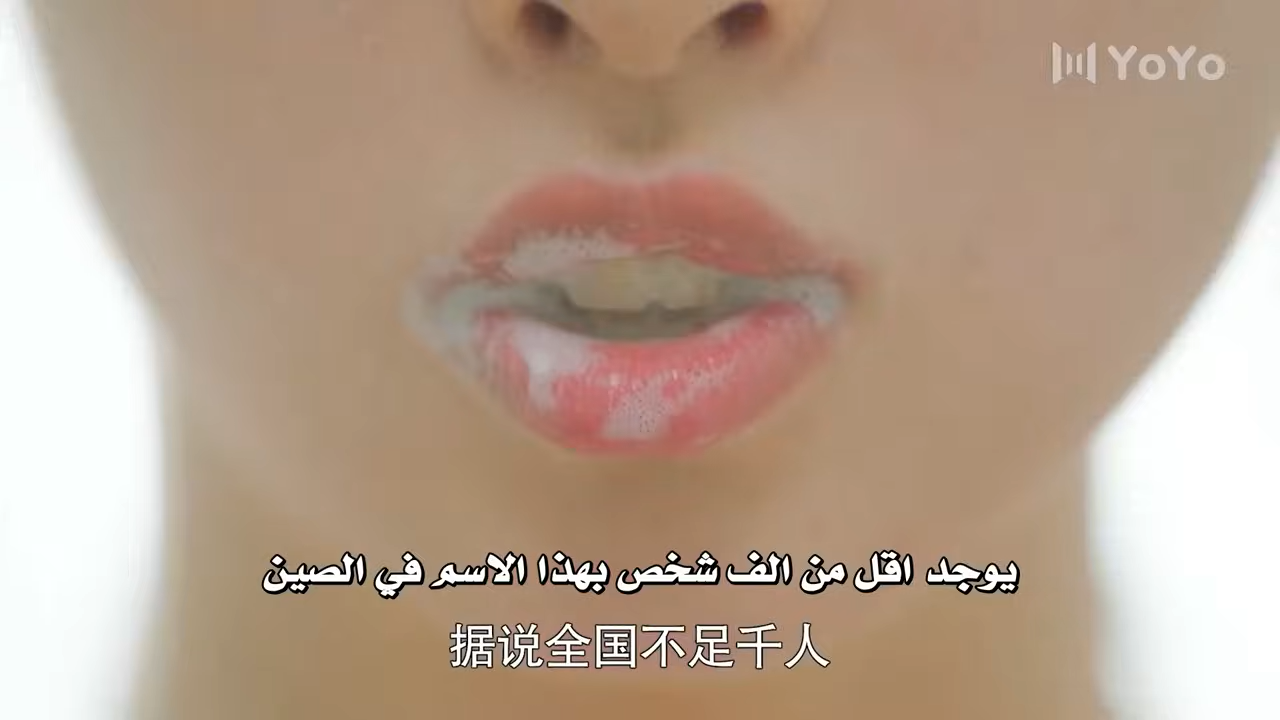 YoYo
يوجد اقل من الف شخص بهذا الاسم في الصين
据说全国不足千人